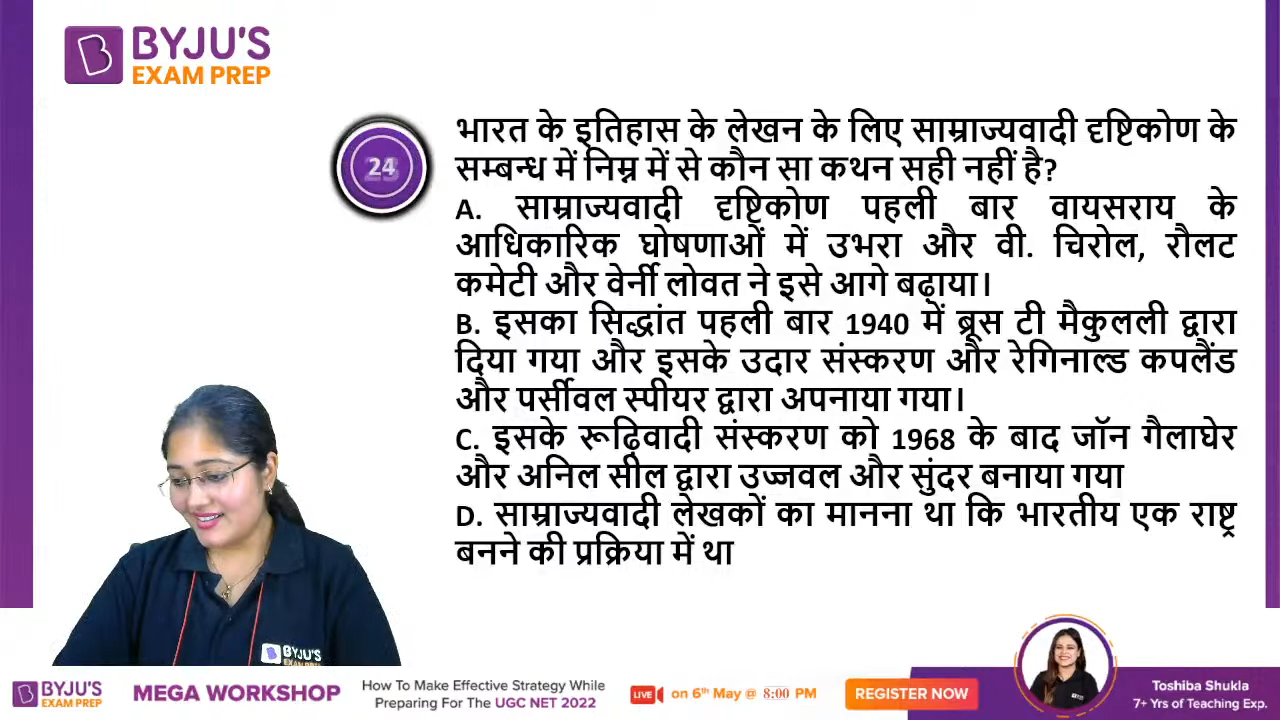 BYJU'S
EXAM PREP
24
भारत के इतिहास के लेखन के लिए साम्राज्यवादी दृष्टिकोण के
सम्बन्ध में निम्न में से कौन सा कथन सही नहीं है?
A. साम्राज्यवादी दृष्टिकोण पहली बार वायसराय के
आधिकारिक घोषणाओं में उभरा और वी. चिरोल, रौलट
कमेटी और वेर्नी लोवत ने इसे आगे बढ़ाया।
B. इसका सिद्धांत पहली बार 1940 में ब्रूस टी मैकुलली द्वारा
दिया गया और इसके उदार संस्करण और रेगिनाल्ड कपलैंड
और पर्सीवल स्पीयर द्वारा अपनाया गया।
C. इसके रूढ़िवादी संस्करण को 1968 के बाद जॉन गैलाघेर
और अनिल सील द्वारा उज्जवल और सुंदर बनाया गया
D. साम्राज्यवादी लेखकों का मानना था कि भारतीय एक राष्ट्र
बनने की प्रक्रिया में था
BYJU'S
EXAM PREP
BYJU'S
EXAM PREP
MEGA WORKSHOP
How To Make Effective Strategy While
Preparing For The UGC NET 2022
LIVE
on 6th May @ 8:00 PM
REGISTER NOW
Toshiba Shukla
7+ Yrs of Teaching Exp.